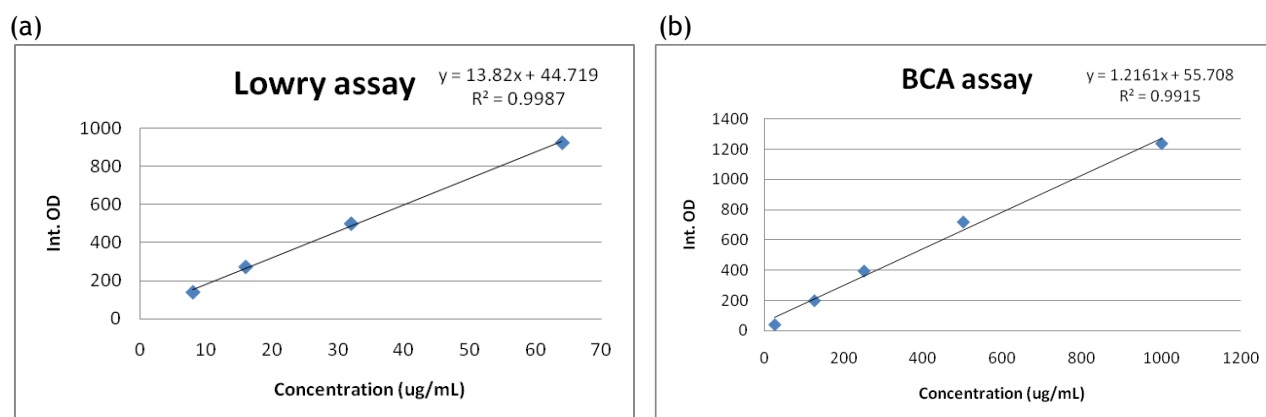 (a)
Lowry assay
y = 13.82x + 44.719
R² = 0.9987
1000
800
600
400
200
0
Int. OD
0 10 20 30 40 50 60 70
Concentration (ug/mL)
(b)
BCA assay
y = 1.2161x + 55.708
R² = 0.9915
1400
1200
1000
800
600
400
200
0
Int. OD
0 200 400 600 800 1000 1200
Concentration (ug/mL)